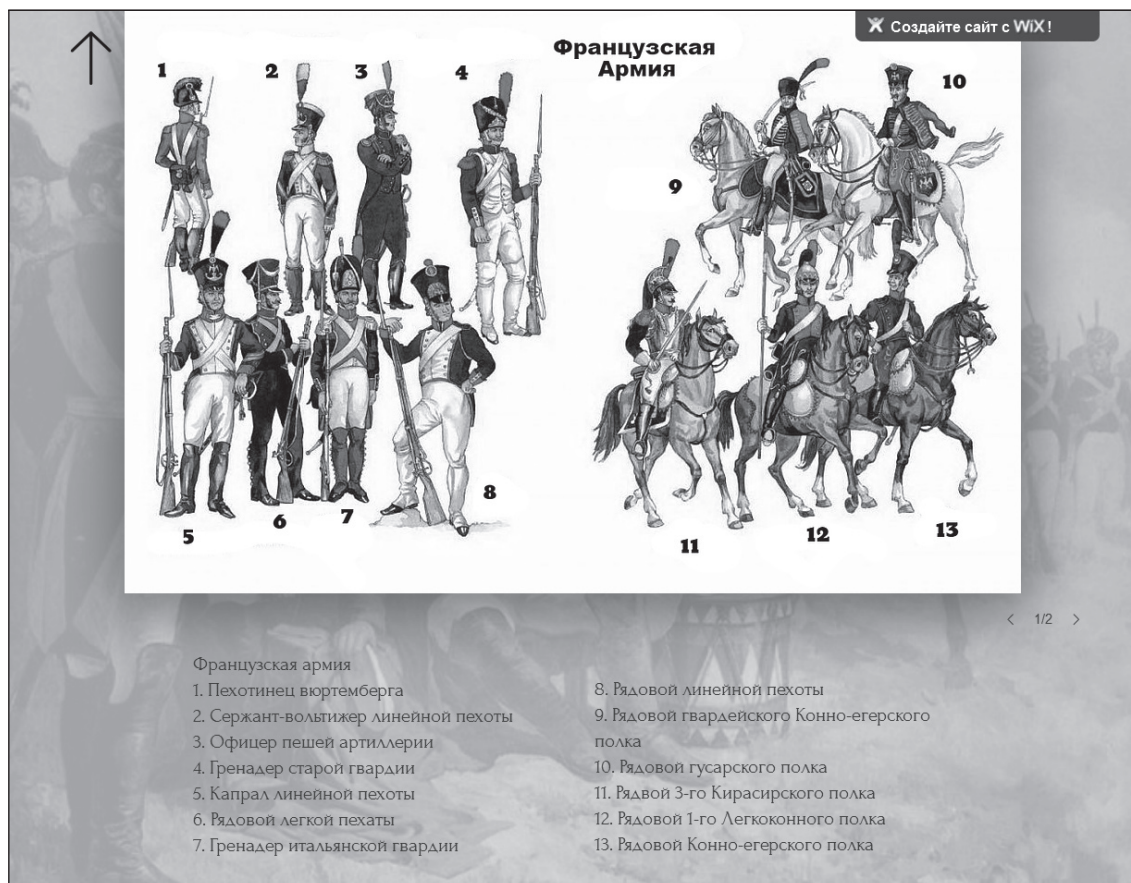 Создайте сайт с WiX!
Французская
Армия
1
2
3
4
10
9
8
5
6
7
11
12
13
1/2
Французская армия
1. Пехотинец вюртемберга
2. Сержант-вольтижер линейной пехоты
3. Офицер пешей артиллерии
4. Гренадер старой гвардии
5. Капрал линейной пехоты
6. Рядовой легкой пехаты
7. Гренадер итальянской гвардии
8. Рядовой линейной пехоты
9. Рядовой гвардейского Конно-егерского
полка
10. Рядовой гусарского полка
11. Рядвой 3-го Кирасирского полка
12. Рядовой 1-го Легкоконного полка
13. Рядовой Конно-егерского полка